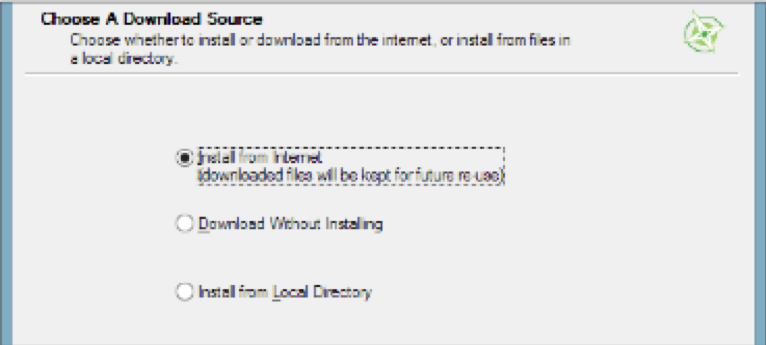 Choose A Download Source
Choose whether to install or download from the internet, or install from files in
a local directory.
Install from Internet
(downloaded files will be kept for future re-use)
Download Without Installing
Install from Local Directory